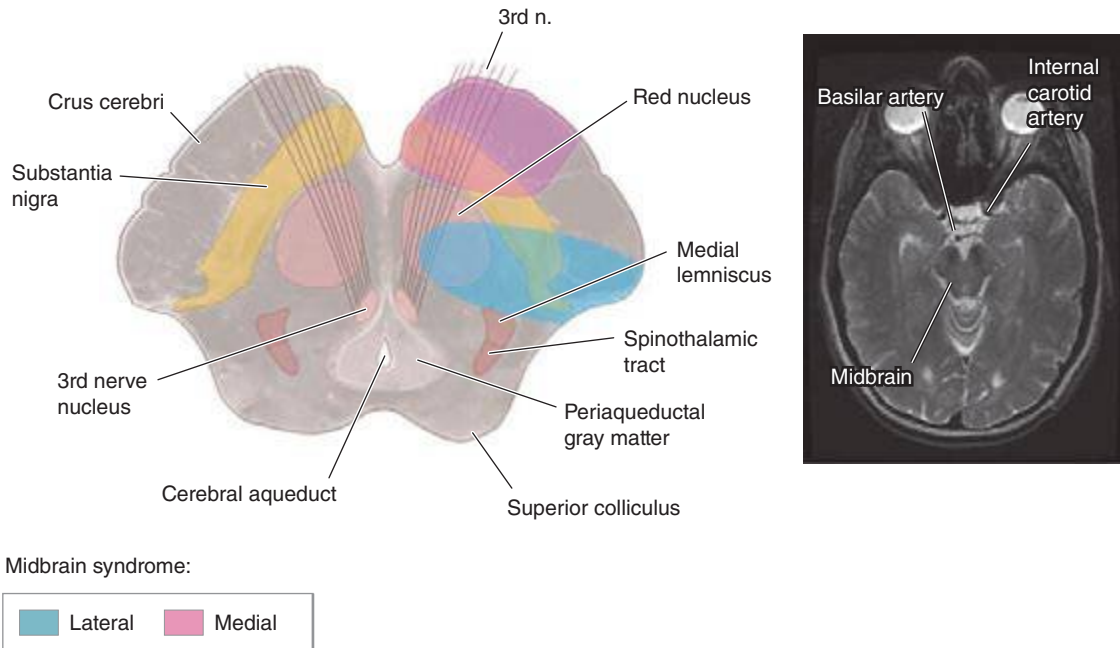 3rd n.
Crus cerebri
Red nucleus
Substantia
nigra
Medial
lemniscus
Spinothalamic
tract
3rd nerve
nucleus
Periaqueductal
gray matter
Cerebral aqueduct
Superior colliculus
Basilar artery
Internal
carotid
artery
Midbrain
Midbrain syndrome:
Lateral
Medial